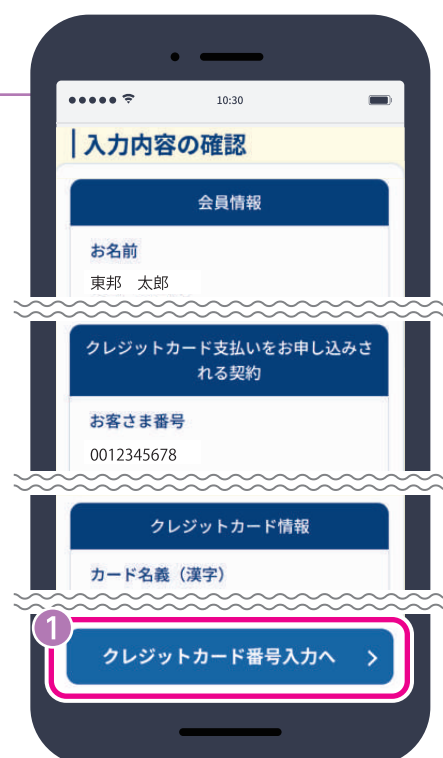 10:30
入力内容の確認
会員情報
お名前
東邦　太郎
クレジットカード支払いをお申し込みさ
れる契約
お客さま番号
0012345678
クレジットカード情報
カード名義（漢字）
1
クレジットカード番号入力へ